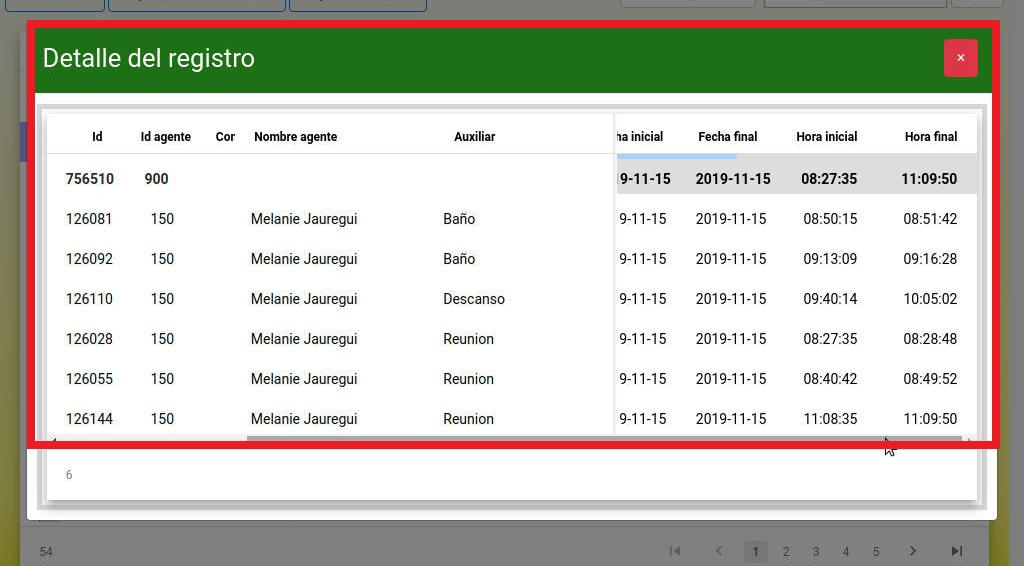 Detalle del registro ×
Id Id agente Cor Nombre agente Auxiliar ha inicial Fecha final Hora inicial Hora final
756510 900 9-11-15 2019-11-15 08:27:35 11:09:50
126081 150 Melanie Jauregui Baño 9-11-15 2019-11-15 08:50:15 08:51:42
126092 150 Melanie Jauregui Baño 9-11-15 2019-11-15 09:13:09 09:16:28
126110 150 Melanie Jauregui Descanso 9-11-15 2019-11-15 09:40:14 10:05:02
126028 150 Melanie Jauregui Reunion 9-11-15 2019-11-15 08:27:35 08:28:48
126055 150 Melanie Jauregui Reunion 9-11-15 2019-11-15 08:40:42 08:49:52
126144 150 Melanie Jauregui Reunion 9-11-15 2019-11-15 11:08:35 11:09:50
6
54 1 2 3 4 5